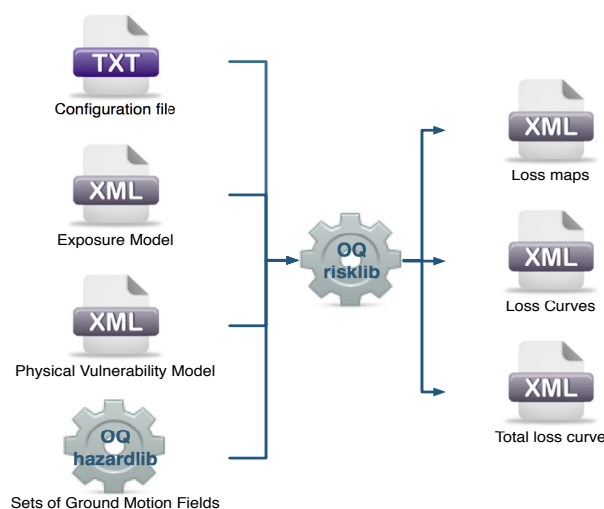 TXT
Configuration file
XML
Exposure Model
XML
Physical Vulnerability Model
OQ
hazardlib
Sets of Ground Motion Fields
OQ
risklib
XML
Loss maps
XML
Loss Curves
XML
Total loss curve